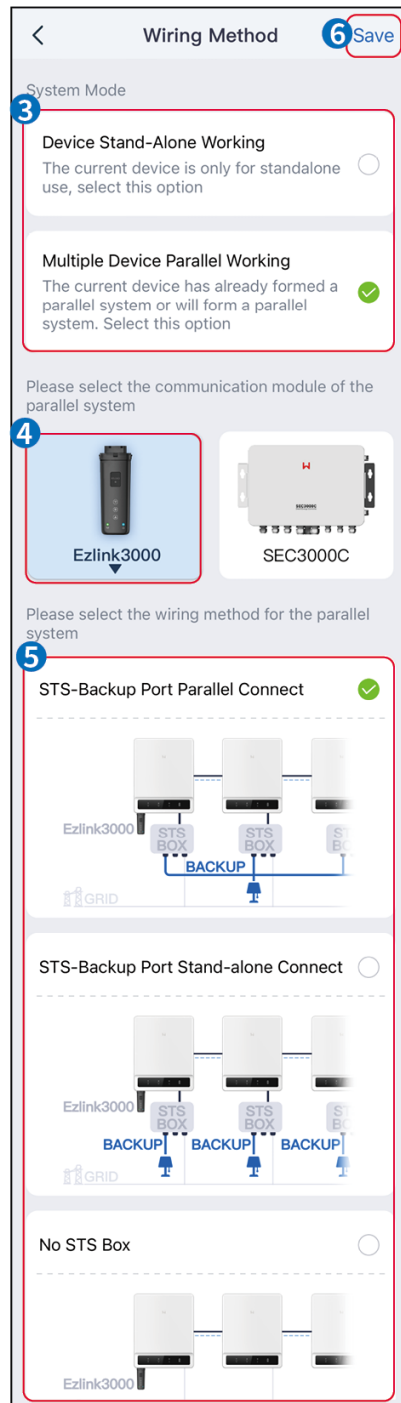 Wiring Method
6
Save
System Mode
3
Device Stand-Alone Working
The current device is only for standalone
use, select this option
Multiple Device Parallel Working
The current device has already formed a
parallel system or will form a parallel
system. Select this option
Please select the communication module of the
parallel system
4
Ezlink3000
SEC3000C
SEC3000C
Please select the wiring method for the parallel
system
5
STS-Backup Port Parallel Connect
Ezlink3000
STS
BOX
STS
BOX
ST
BO
BACKUP
GRID
STS-Backup Port Stand-alone Connect
Ezlink3000
STS
BOX
STS
BOX
ST
BO
BACKUP
BACKUP
BACKUP
GRID
No STS Box
Ezlink3000